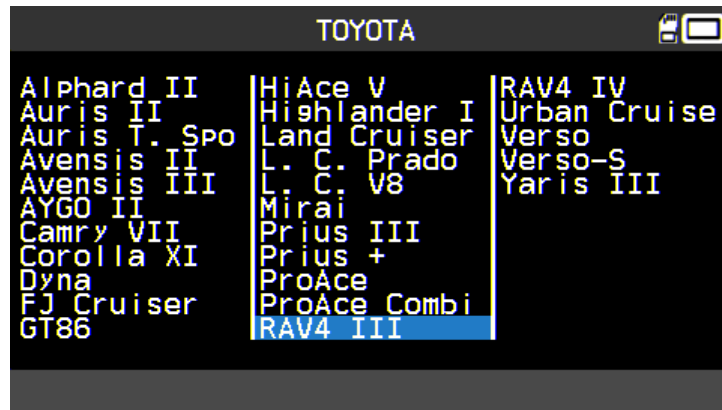 TOYOTA
Alphard II
Auris II
Auris T. Spo
Avensis II
Avensis III
AYGO II
Camry VII
Corolla XI
Dyna
FJ Cruiser
GT86
HiAce V
Highlander I
Land Cruiser
L. C. Prado
L. C. V8
Mirai
Prius III
Prius +
ProAce
ProAce Combi
RAV4 III
RAV4 IV
Urban Cruise
Verso
Verso-S
Yaris III